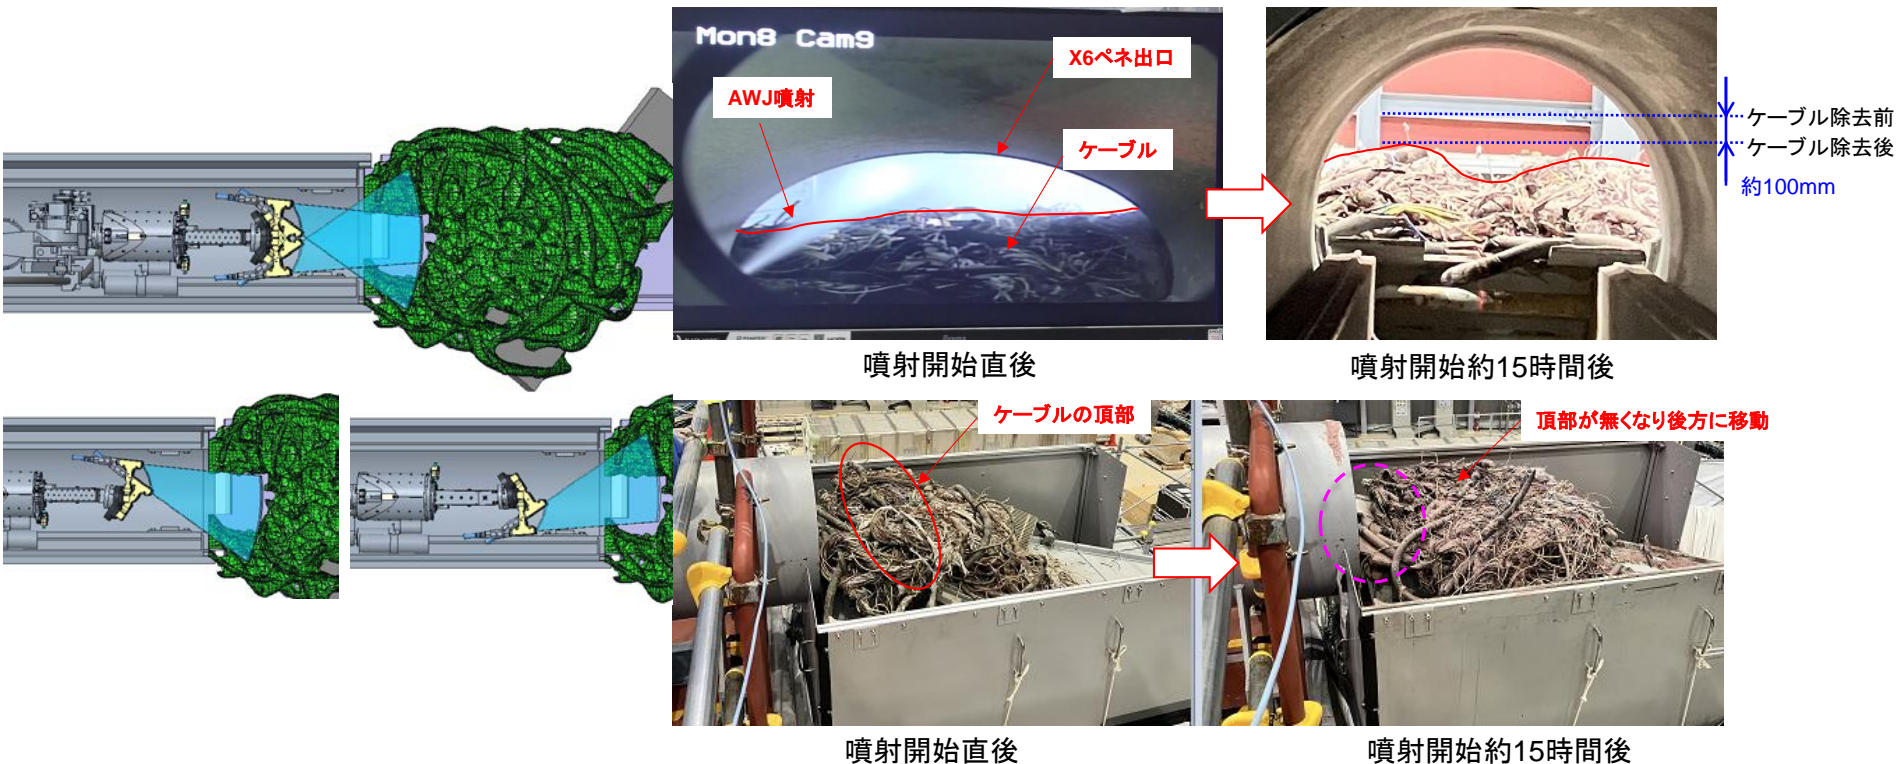 Mon8 Cam9
X6ペネ出口
AWJ噴射
ケーブル
ケーブル除去前
ケーブル除去後
約100mm
噴射開始直後
噴射開始約15時間後
ケーブルの頂部
頂部が無くなり後方に移動
噴射開始直後
噴射開始約15時間後